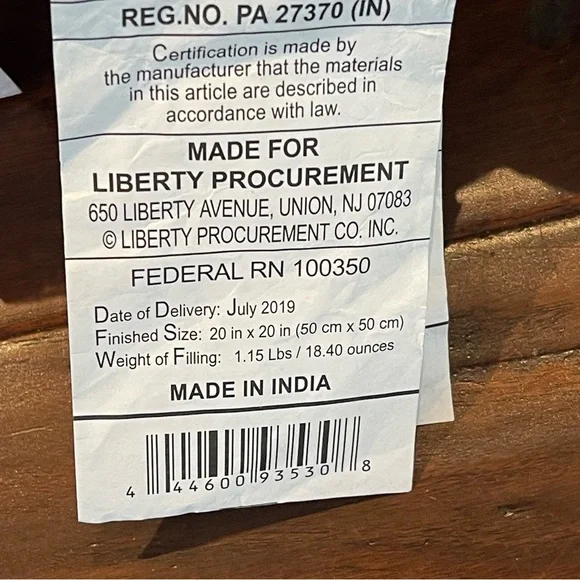 REG.NO. PA 27370 (IN)
Certification is made by
the manufacturer that the materials
in this article are described in
accordance with law.
MADE FOR
LIBERTY PROCUREMENT
650 LIBERTY AVENUE, UNION, NJ 07083
© LIBERTY PROCUREMENT CO. INC.
FEDERAL RN 100350
Date of Delivery: July 2019
Finished Size: 20 in x 20 in (50 cm x 50 cm)
Weight of Filling: 1.15 Lbs / 18.40 ounces
MADE IN INDIA
4 44600 93530 8